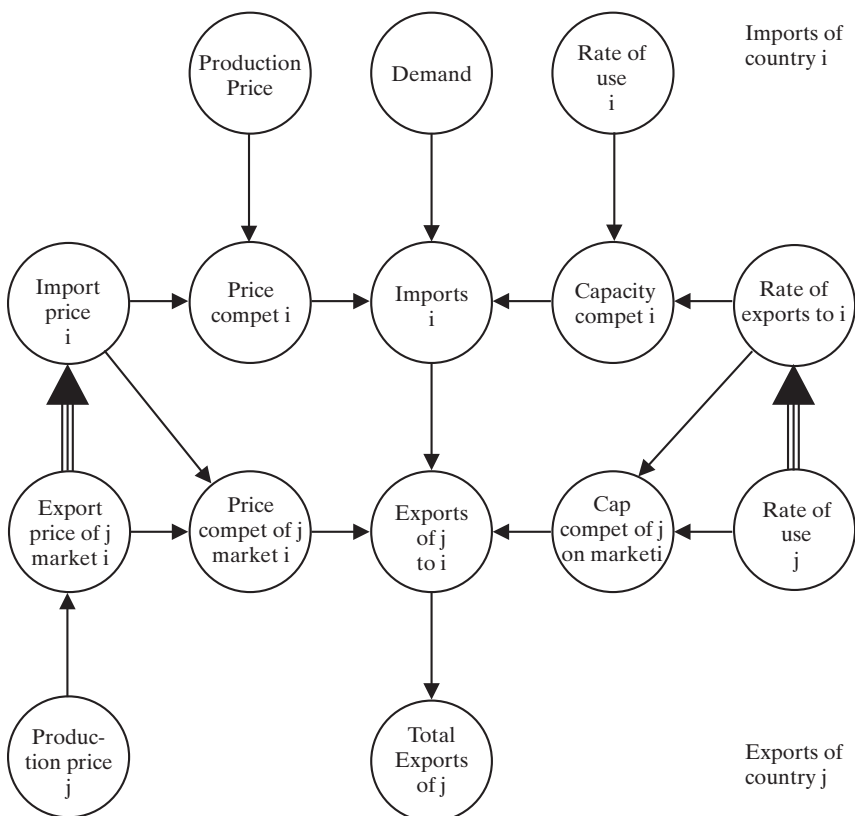 Production
Price
Demand
Rate of
use
i
Imports of
country i
Import
price
i
Price
compet i
Imports
i
Capacity
compet i
Rate of
exports to i
Export
price of j
market i
Price
compet of j
market i
Exports
of j
to i
Cap
compet of j
on marketi
Rate of
use
j
Produc-
tion price
j
Total
Exports
of j
Exports of
country j